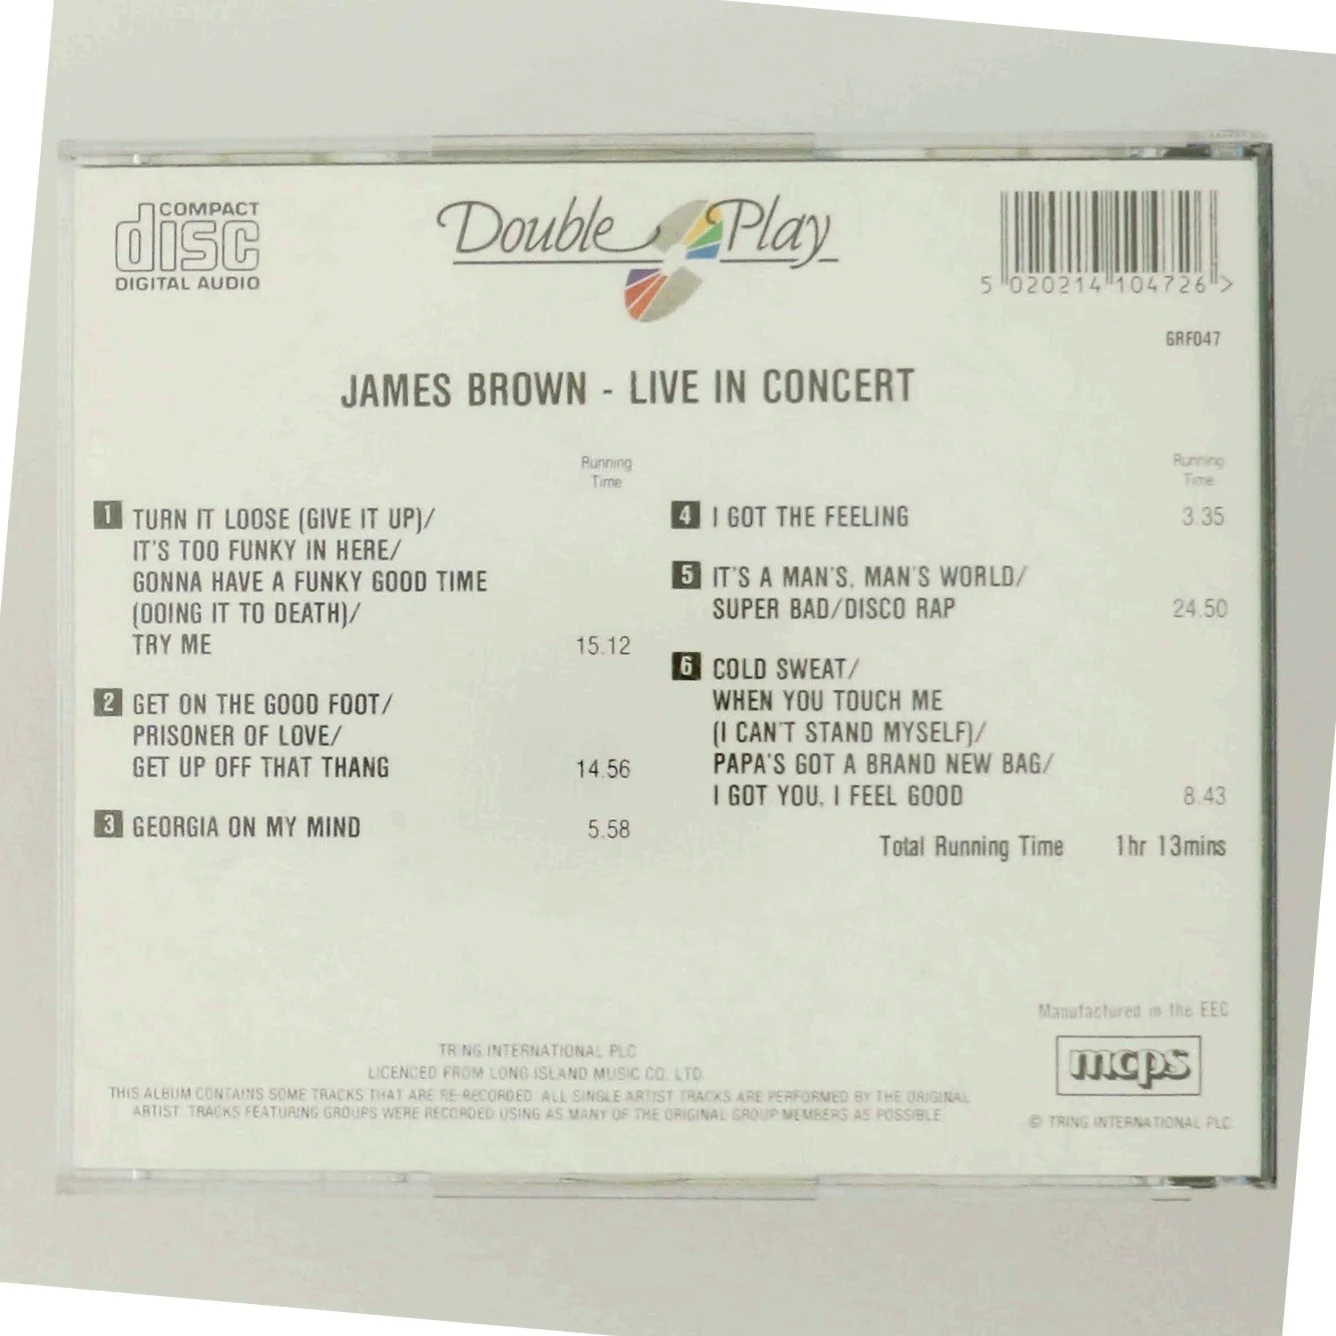 COMPACT
disc
DIGITAL AUDIO
Double Play
5 020214 104726 >
GRF047
JAMES BROWN - LIVE IN CONCERT
Running
Time
1 TURN IT LOOSE (GIVE IT UP)/
IT'S TOO FUNKY IN HERE/
GONNA HAVE A FUNKY GOOD TIME
(DOING IT TO DEATH)/
TRY ME 15.12
2 GET ON THE GOOD FOOT/
PRISONER OF LOVE/
GET UP OFF THAT THANG 14.56
3 GEORGIA ON MY MIND 5.58
Running
Time
4 I GOT THE FEELING 3.35
5 IT'S A MAN'S, MAN'S WORLD/
SUPER BAD/DISCO RAP 24.50
6 COLD SWEAT/
WHEN YOU TOUCH ME
(I CAN'T STAND MYSELF)/
PAPA'S GOT A BRAND NEW BAG/
I GOT YOU, I FEEL GOOD 8.43
Total Running Time 1hr 13mins
Manufactured in the EEC
mcps
© TRING INTERNATIONAL PLC
TRING INTERNATIONAL PLC
LICENCED FROM LONG ISLAND MUSIC CO. LTD.
THIS ALBUM CONTAINS SOME TRACKS THAT ARE RE-RECORDED. ALL SINGLE ARTIST TRACKS ARE PERFORMED BY THE ORIGINAL
ARTIST. TRACKS FEATURING GROUPS WERE RECORDED USING AS MANY OF THE ORIGINAL GROUP MEMBERS AS POSSIBLE.